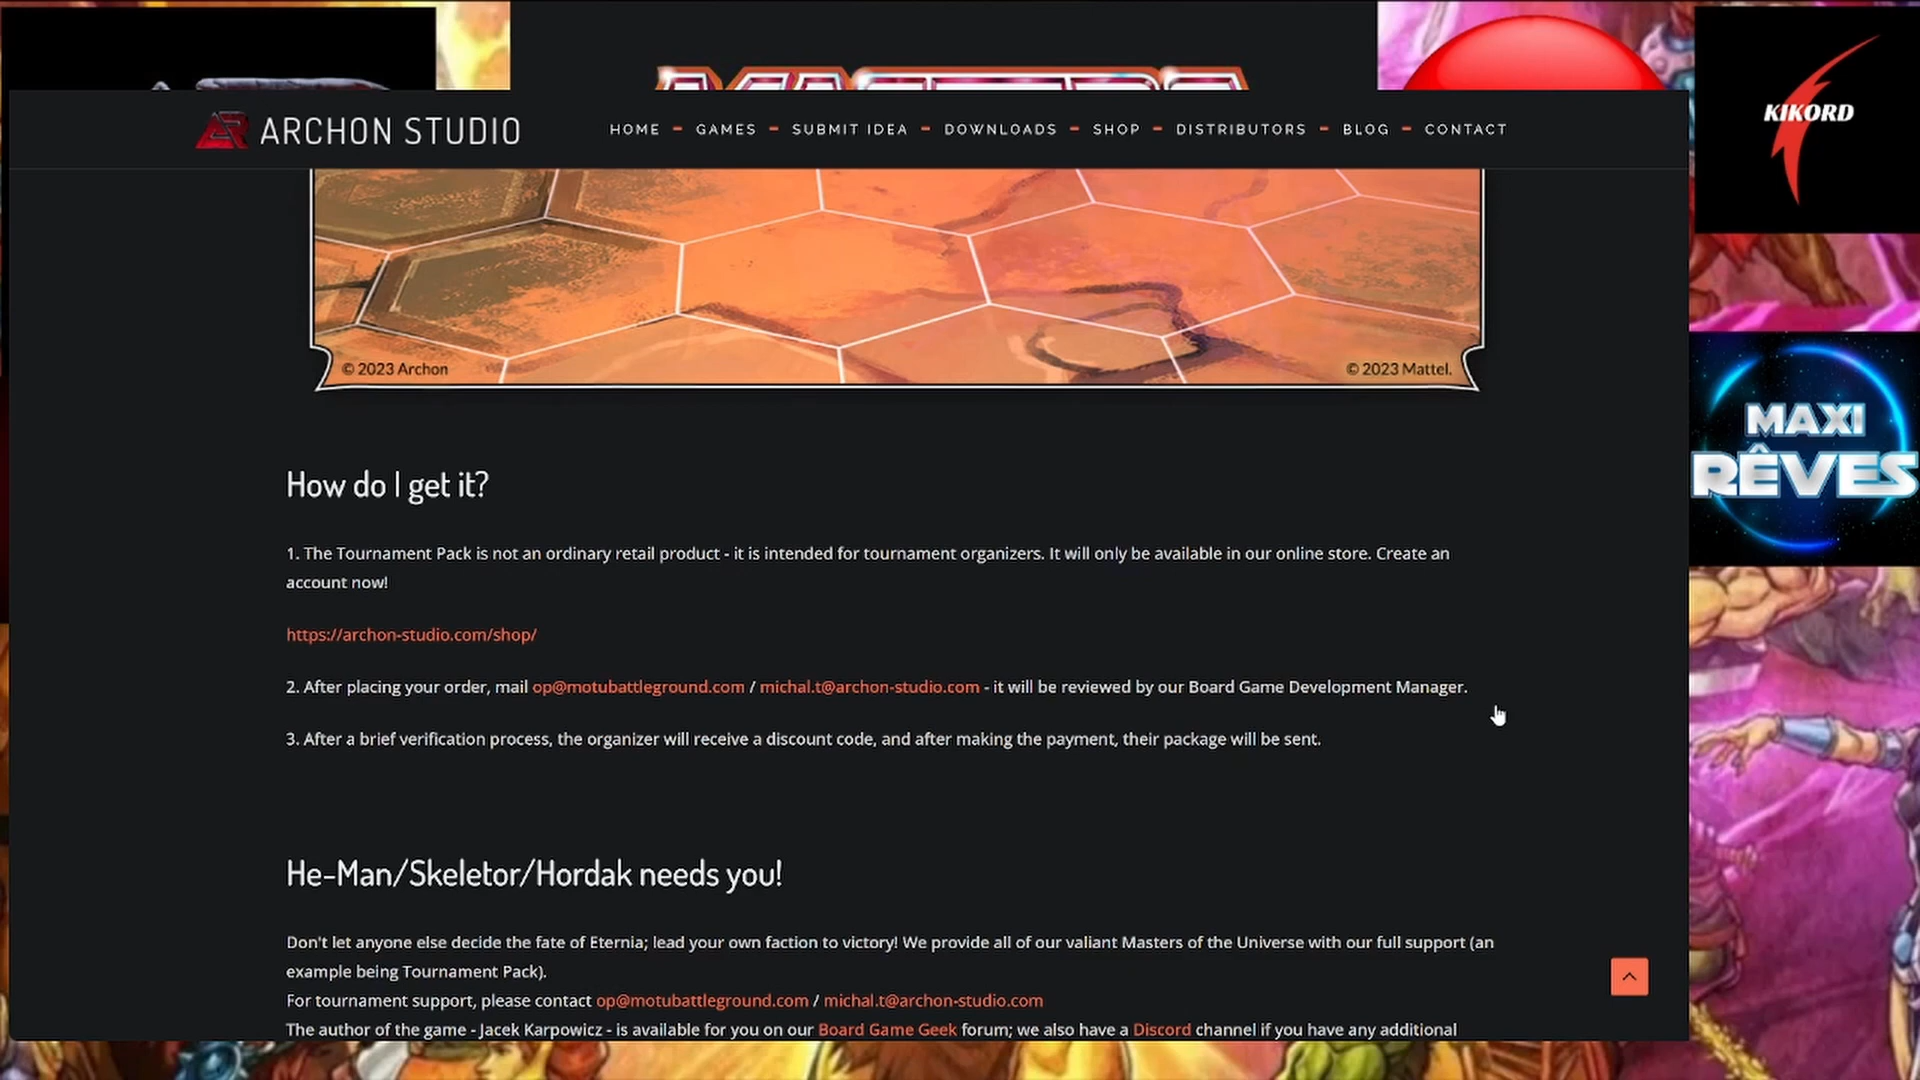 ARCHON STUDIO
HOME - GAMES - SUBMIT IDEA - DOWNLOADS - SHOP - DISTRIBUTORS - BLOG - CONTACT
KIKORD
© 2023 Archon
© 2023 Mattel.
MAXI
RÊVES
How do I get it?
1. The Tournament Pack is not an ordinary retail product - it is intended for tournament organizers. It will only be available in our online store. Create an
account now!
https://archon-studio.com/shop/
2. After placing your order, mail op@motubattleground.com / michal.t@archon-studio.com - it will be reviewed by our Board Game Development Manager.
3. After a brief verification process, the organizer will receive a discount code, and after making the payment, their package will be sent.
He-Man/Skeletor/Hordak needs you!
Don't let anyone else decide the fate of Eternia; lead your own faction to victory! We provide all of our valiant Masters of the Universe with our full support (an
example being Tournament Pack).
For tournament support, please contact op@motubattleground.com / michal.t@archon-studio.com
The author of the game - Jacek Karpowicz - is available for you on our Board Game Geek forum; we also have a Discord channel if you have any additional